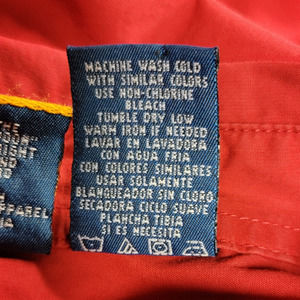 MACHINE WASH COLD
WITH SIMILAR COLORS
USE NON-CHLORINE
BLEACH
TUMBLE DRY LOW
WARM IRON IF NEEDED
LAVAR EN LAVADORA
CON AGUA FRIA
CON COLORES SIMILARES
USAR SOLAMENTE
BLANQUEADOR SIN CLORO
SECADORA CICLO SUAVE
PLANCHA TIBIA
SI ES NECESITA